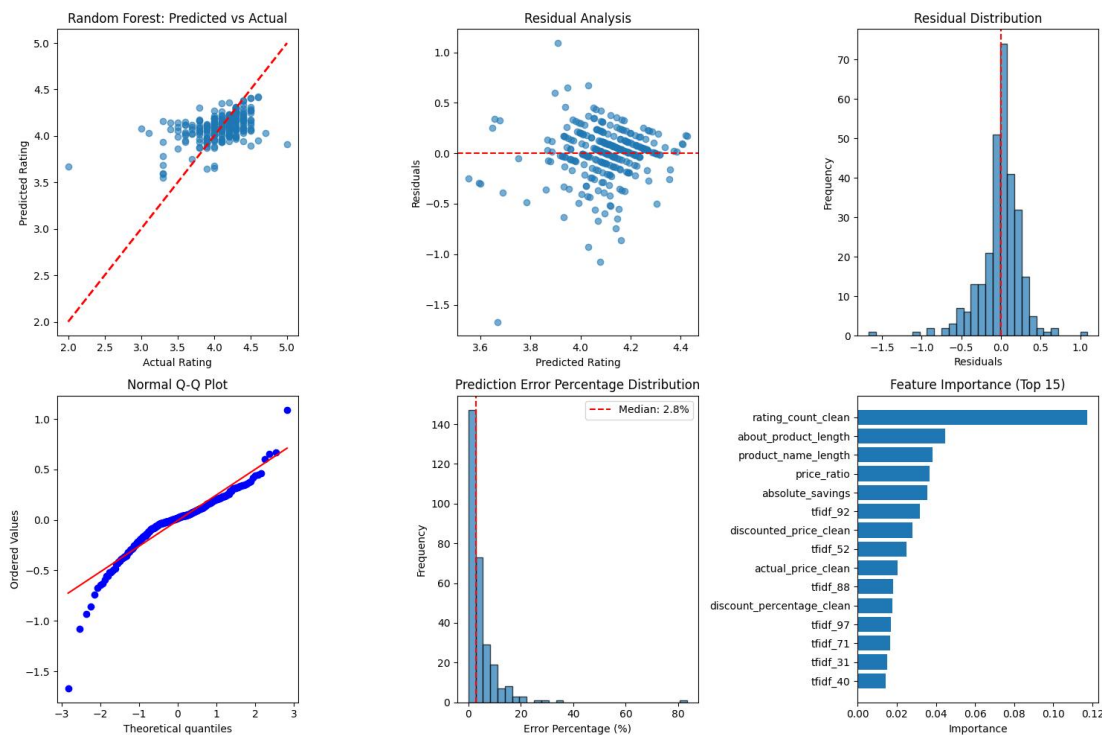 Random Forest: Predicted vs Actual
Predicted Rating
5.0
4.5
4.0
3.5
3.0
2.5
2.0
2.0 2.5 3.0 3.5 4.0 4.5 5.0
Actual Rating
Residual Analysis
Residuals
1.0
0.5
0.0
−0.5
−1.0
−1.5
3.6 3.8 4.0 4.2 4.4
Predicted Rating
Residual Distribution
Frequency
70
60
50
40
30
20
10
0
−1.5 −1.0 −0.5 0.0 0.5 1.0
Residuals
Normal Q-Q Plot
Ordered Values
1.0
0.5
0.0
−0.5
−1.0
−1.5
−3 −2 −1 0 1 2 3
Theoretical quantiles
Prediction Error Percentage Distribution
Median: 2.8%
Frequency
140
120
100
80
60
40
20
0
0 20 40 60 80
Error Percentage (%)
Feature Importance (Top 15)
rating_count_clean
about_product_length
product_name_length
price_ratio
absolute_savings
tfidf_92
discounted_price_clean
tfidf_52
actual_price_clean
tfidf_88
discount_percentage_clean
tfidf_97
tfidf_71
tfidf_31
tfidf_40
0.00 0.02 0.04 0.06 0.08 0.10 0.12
Importance